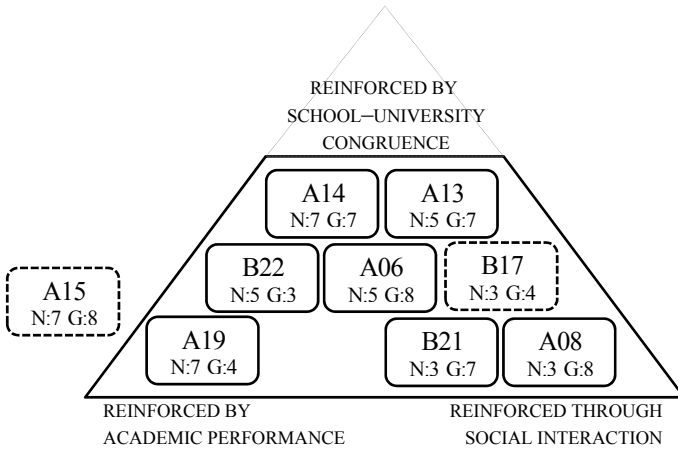 REINFORCED BY
SCHOOL–UNIVERSITY
CONGRUENCE
A14
N:7 G:7
A13
N:5 G:7
B22
N:5 G:3
A06
N:5 G:8
B17
N:3 G:4
A15
N:7 G:8
A19
N:7 G:4
B21
N:3 G:7
A08
N:3 G:8
REINFORCED BY
ACADEMIC PERFORMANCE
REINFORCED THROUGH
SOCIAL INTERACTION